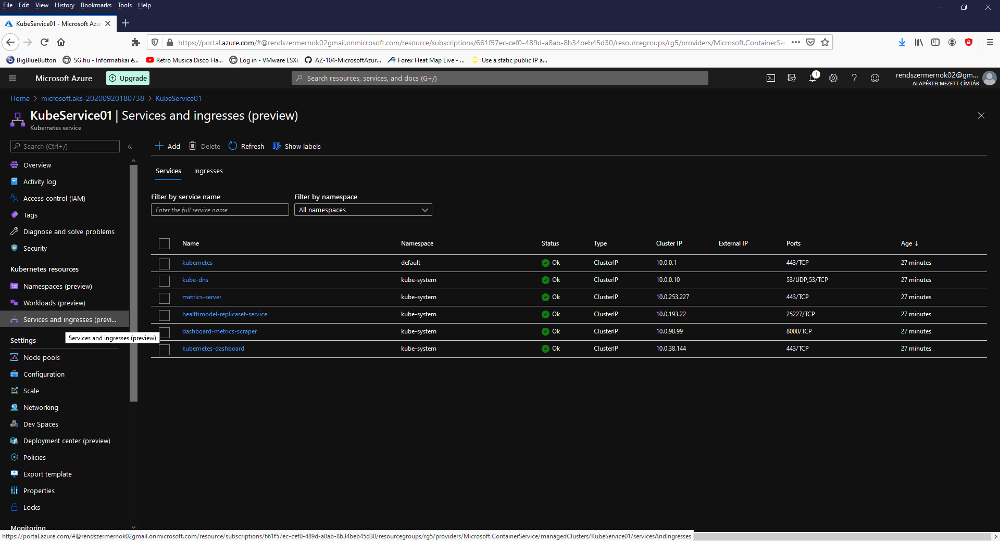 File Edit View History Bookmarks Tools Help
KubeService01 - Microsoft Azu
https://portal.azure.com/#@rendszermernok02gmail.onmicrosoft.com/resource/subscriptions/661f57ec-cef0-489d-a8ab-8b34beb45d30/resourcegroups/rg5/providers/Microsoft.ContainerSer
BigBlueButton SG.hu - Informatikai é... Retro Musica Disco Ha... Log in - VMware ESXi AZ-104-MicrosoftAzur... Forex Heat Map Live - ... Use a static public IP a...
Microsoft Azure Upgrade Search resources, services, and docs (G+/) 1 rendszermernok02@gm...
ALAPÉRTELMEZETT CÍMTÁR
Home > microsoft.aks-20200920180738 > KubeService01
KubeService01 | Services and ingresses (preview)
Kubernetes service
Search (Ctrl+/) «
Overview
Activity log
Access control (IAM)
Tags
Diagnose and solve problems
Security
Kubernetes resources
Namespaces (preview)
Workloads (preview)
Services and ingresses (previ...
Services and ingresses (preview)
Settings
Node pools
Configuration
Scale
Networking
Dev Spaces
Deployment center (preview)
Policies
Export template
Properties
Locks
Monitoring
Add Delete Refresh Show labels
Services Ingresses
Filter by service name Filter by namespace
Enter the full service name All namespaces
Name Namespace Status Type Cluster IP External IP Ports Age ↓
kubernetes default Ok ClusterIP 10.0.0.1 443/TCP 27 minutes
kube-dns kube-system Ok ClusterIP 10.0.0.10 53/UDP,53/TCP 27 minutes
metrics-server kube-system Ok ClusterIP 10.0.253.227 443/TCP 27 minutes
healthmodel-replicaset-service kube-system Ok ClusterIP 10.0.193.22 25227/TCP 27 minutes
dashboard-metrics-scraper kube-system Ok ClusterIP 10.0.98.99 8000/TCP 27 minutes
kubernetes-dashboard kube-system Ok ClusterIP 10.0.38.144 443/TCP 27 minutes
https://portal.azure.com/#@rendszermernok02gmail.onmicrosoft.com/resource/subscriptions/661f57ec-cef0-489d-a8ab-8b34beb45d30/resourcegroups/rg5/providers/Microsoft.ContainerService/managedClusters/KubeService01/servicesAndIngresses